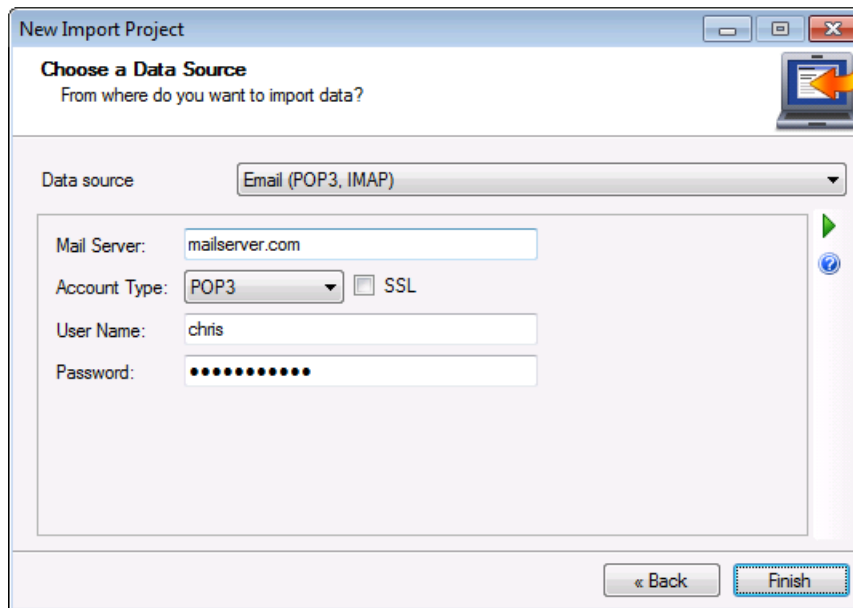 New Import Project
Choose a Data Source
From where do you want to import data?
Data source Email (POP3, IMAP)
Mail Server: mailserver.com
Account Type: POP3 SSL
User Name: chris
Password: •••••••••••
« Back Finish